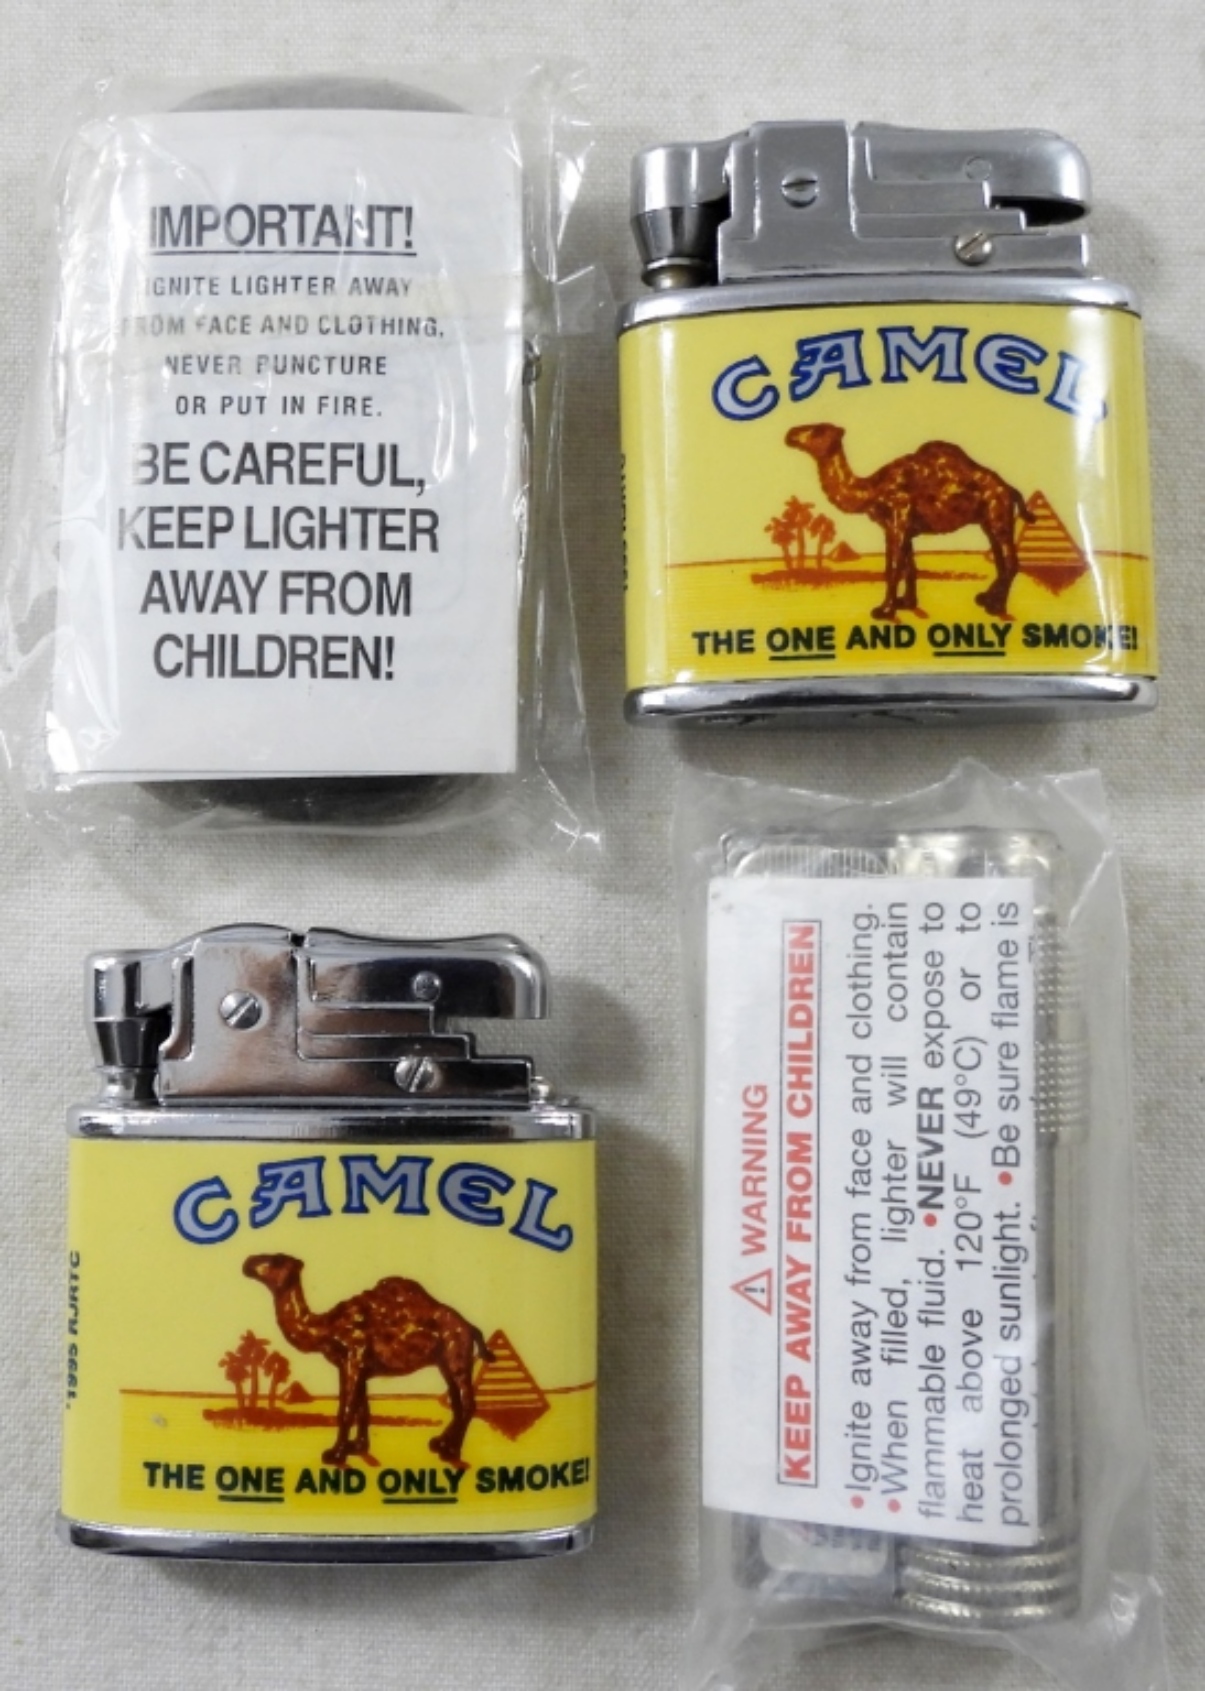 IMPORTANT!
IGNITE LIGHTER AWAY
FROM FACE AND CLOTHING.
NEVER PUNCTURE
OR PUT IN FIRE.
BE CAREFUL,
KEEP LIGHTER
AWAY FROM
CHILDREN!
CAMEL
THE ONE AND ONLY SMOKE!
CAMEL
THE ONE AND ONLY SMOKE!
'1995 RJRTC
⚠ WARNING
KEEP AWAY FROM CHILDREN
•Ignite away from face and clothing.
•When filled, lighter will contain
flammable fluid. •NEVER expose to
heat above 120°F (49°C) or to
prolonged sunlight. •Be sure flame is